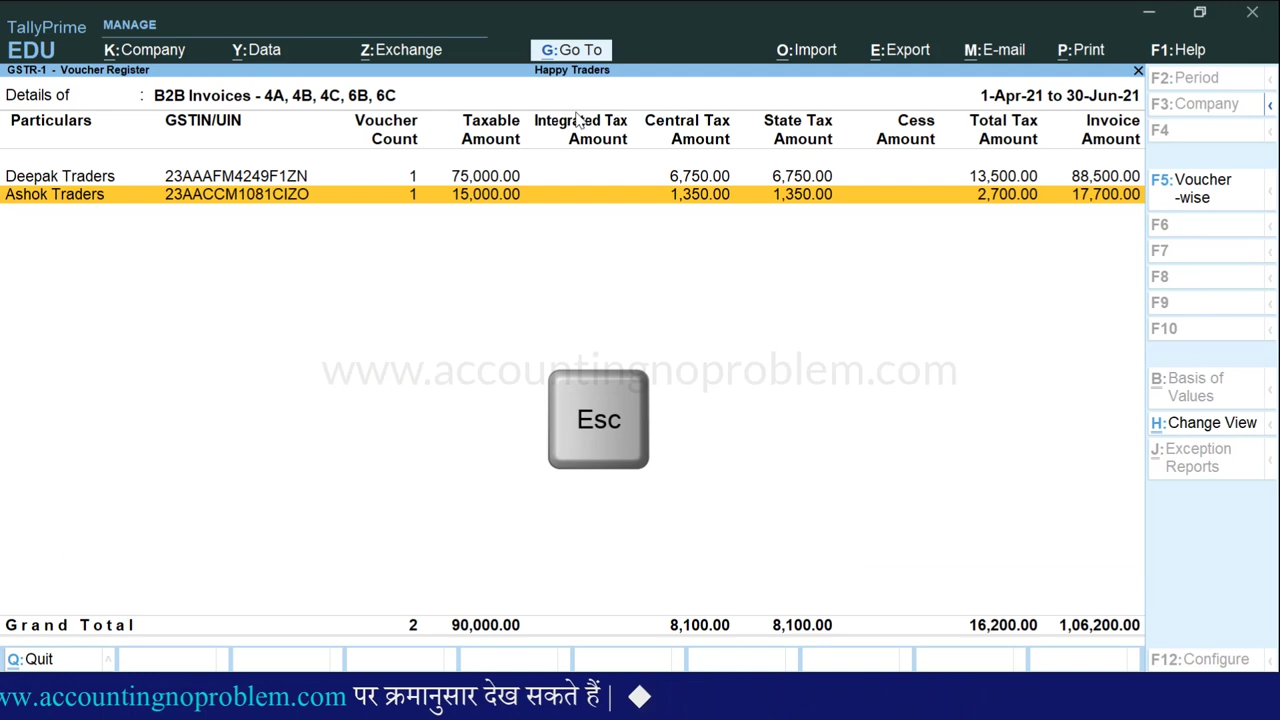 TallyPrime
EDU
MANAGE
K:Company Y:Data Z:Exchange G:Go To O:Import E:Export M:E-mail P:Print F1:Help
GSTR-1 - Voucher Register Happy Traders
Details of : B2B Invoices - 4A, 4B, 4C, 6B, 6C 1-Apr-21 to 30-Jun-21
Particulars GSTIN/UIN Voucher Taxable Integrated Tax Central Tax State Tax Cess Total Tax Invoice
Count Amount Amount Amount Amount Amount Amount Amount
Deepak Traders 23AAAFM4249F1ZN 1 75,000.00 6,750.00 6,750.00 13,500.00 88,500.00
Ashok Traders 23AACCM1081CIZO 1 15,000.00 1,350.00 1,350.00 2,700.00 17,700.00
www.accountingnoproblem.com
Esc
Grand Total 2 90,000.00 8,100.00 8,100.00 16,200.00 1,06,200.00
Q:Quit
F2:Period
F3:Company
F4
F5:Voucher
-wise
F6
F7
F8
F9
F10
B:Basis of
Values
H:Change View
J:Exception
Reports
F12:Configure
ww.accountingnoproblem.com पर क्रमानुसार देख सकते हैं |